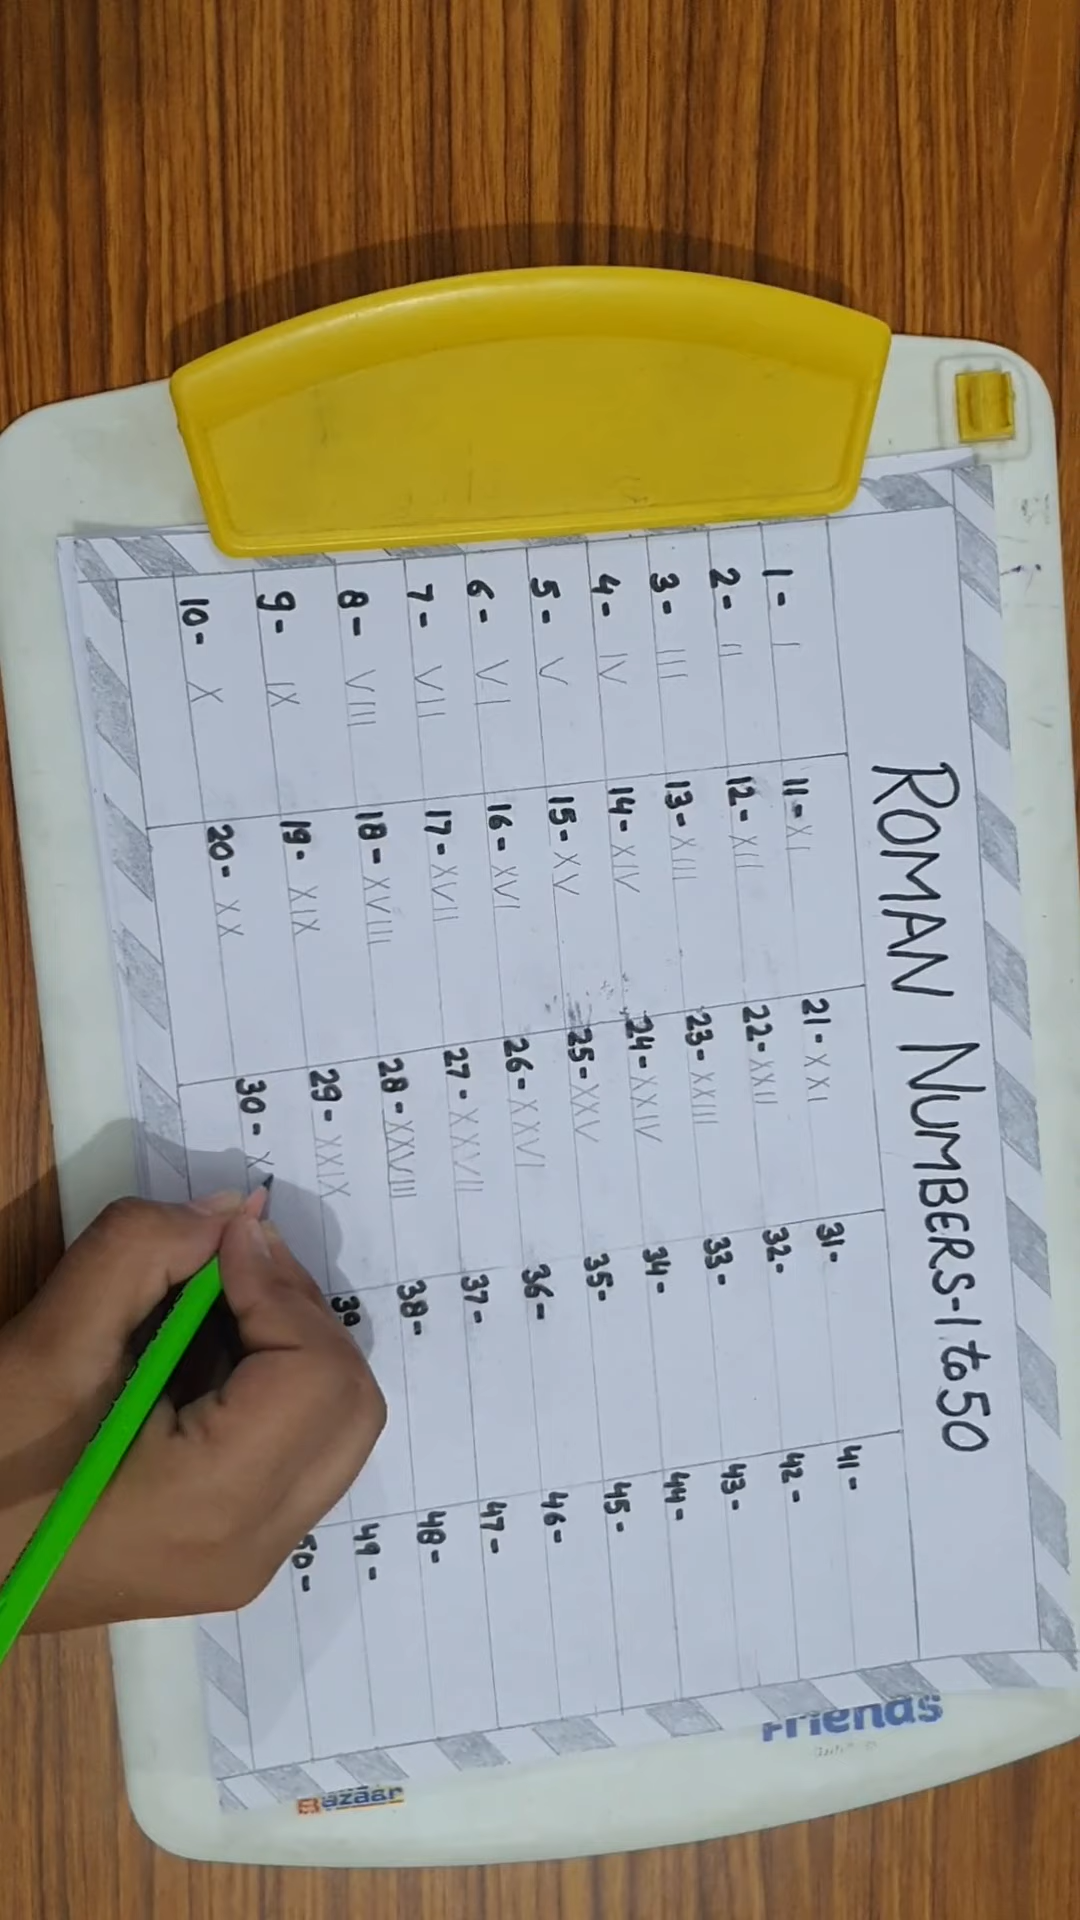 ROMAN NUMBERS-1 to 50
1- I
2- II
3- III
4- IV
5- V
6- VI
7- VII
8- VIII
9- IX
10- X
11- XI
12- XII
13- XIII
14- XIV
15- XV
16- XVI
17- XVII
18- XVIII
19- XIX
20- XX
21- XXI
22- XXII
23- XXIII
24- XXIV
25- XXV
26- XXVI
27- XXVII
28- XXVIII
29- XXIX
30- X
31-
32-
33-
34-
35-
36-
37-
38-
39
41-
42-
43-
44-
45-
46-
47-
48-
49-
50-
Friends
Bazaar